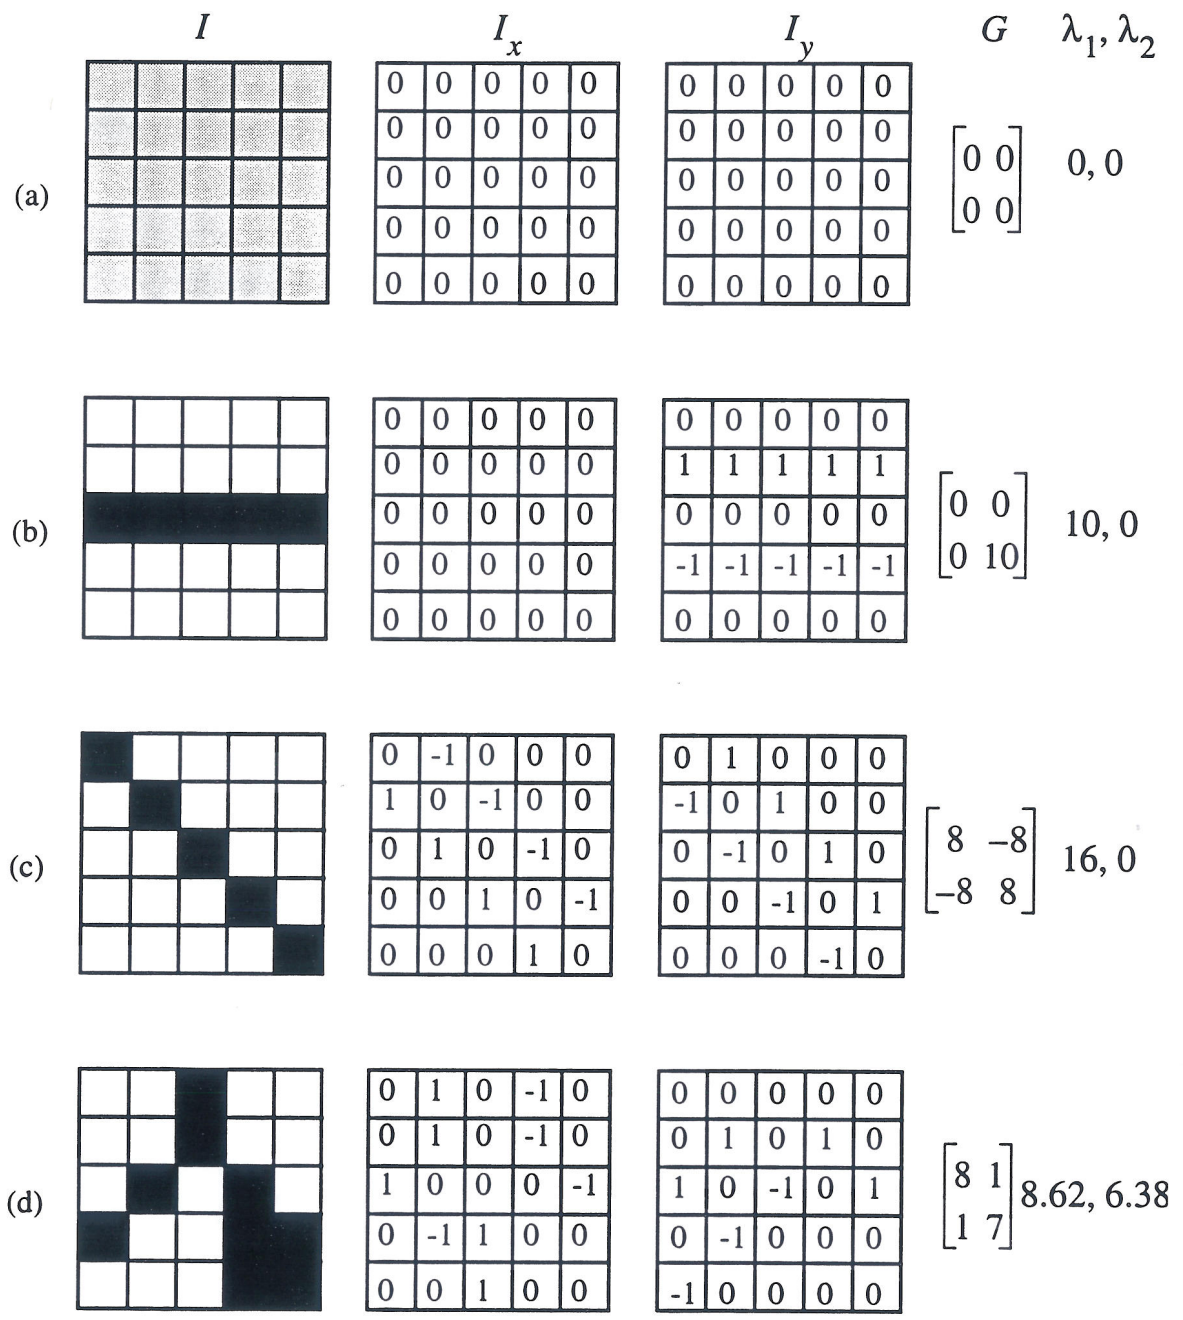 I I_x I_y G λ₁, λ₂
(a)
0 0 0 0 0
0 0 0 0 0
0 0 0 0 0
0 0 0 0 0
0 0 0 0 0
0 0 0 0 0
0 0 0 0 0
0 0 0 0 0
0 0 0 0 0
0 0 0 0 0
0 0
0 0
0, 0
(b)
0 0 0 0 0
0 0 0 0 0
0 0 0 0 0
0 0 0 0 0
0 0 0 0 0
0 0 0 0 0
1 1 1 1 1
0 0 0 0 0
-1 -1 -1 -1 -1
0 0 0 0 0
0 0
0 10
10, 0
(c)
0 -1 0 0 0
1 0 -1 0 0
0 1 0 -1 0
0 0 1 0 -1
0 0 0 1 0
0 1 0 0 0
-1 0 1 0 0
0 -1 0 1 0
0 0 -1 0 1
0 0 0 -1 0
8 −8
−8 8
16, 0
(d)
0 1 0 -1 0
0 1 0 -1 0
1 0 0 0 -1
0 -1 1 0 0
0 0 1 0 0
0 0 0 0 0
0 1 0 1 0
1 0 -1 0 1
0 -1 0 0 0
-1 0 0 0 0
8 1
1 7
8.62, 6.38